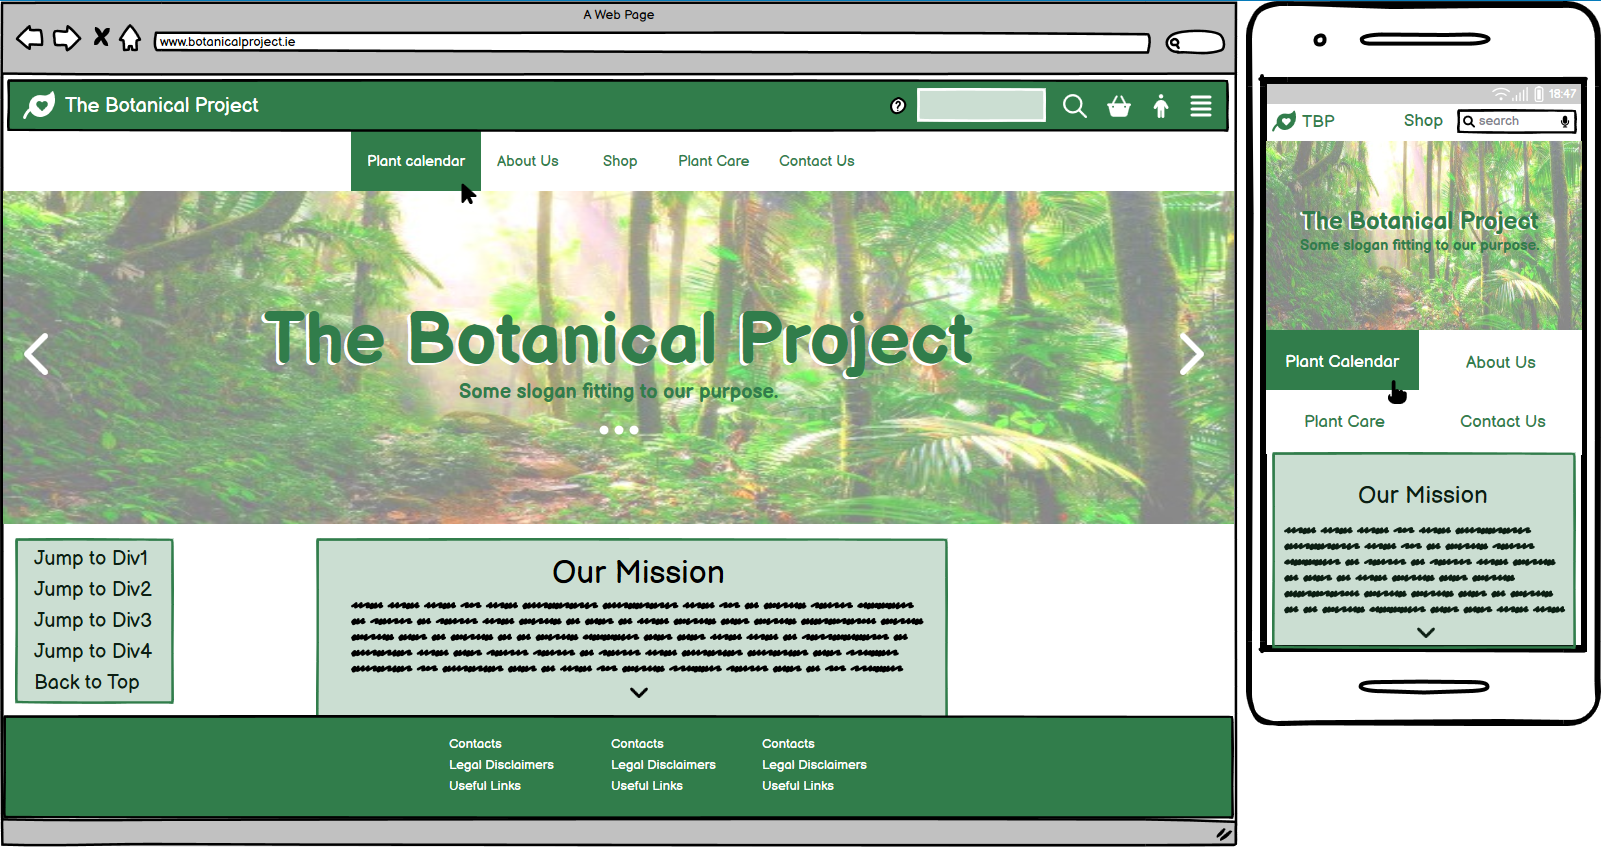 A Web Page
www.botanicalproject.ie
The Botanical Project
?
Plant calendar About Us Shop Plant Care Contact Us
The Botanical Project
Some slogan fitting to our purpose.
Jump to Div1
Jump to Div2
Jump to Div3
Jump to Div4
Back to Top
Our Mission
Contacts Contacts Contacts
Legal Disclaimers Legal Disclaimers Legal Disclaimers
Useful Links Useful Links Useful Links
18:47
TBP Shop search
The Botanical Project
Some slogan fitting to our purpose.
Plant Calendar About Us
Plant Care Contact Us
Our Mission